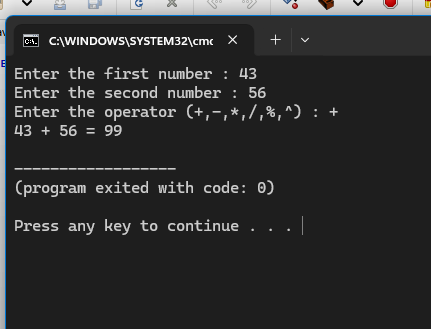 C:\WINDOWS\SYSTEM32\cmc
Enter the first number : 43
Enter the second number : 56
Enter the operator (+,-,*,/,%,^) : +
43 + 56 = 99
------------------
(program exited with code: 0)
Press any key to continue . . .